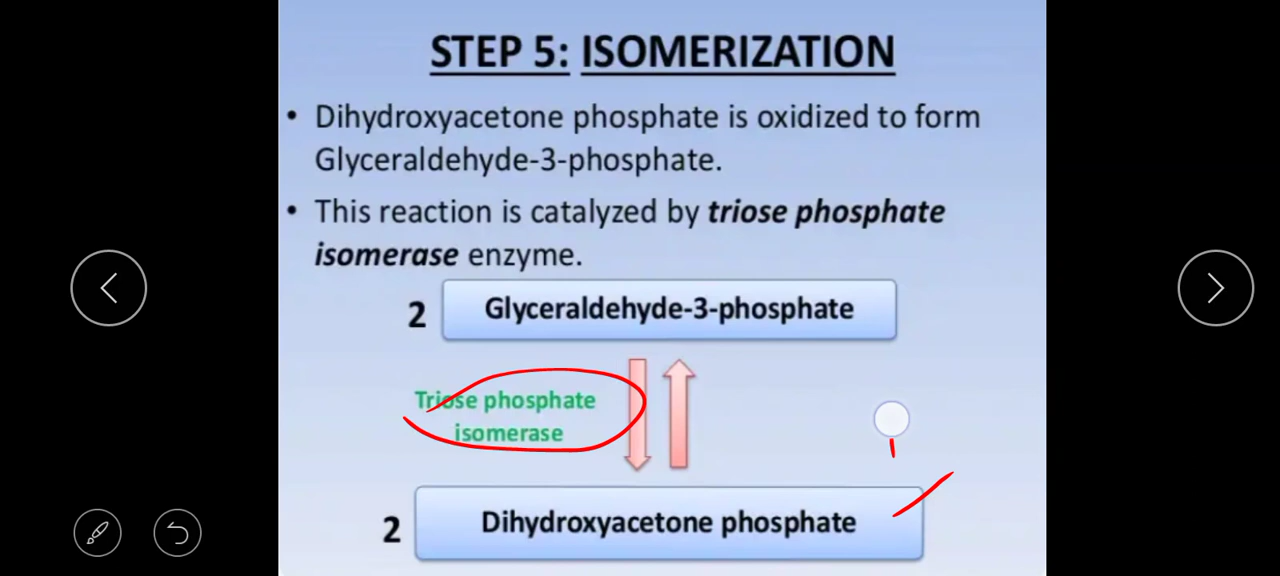 STEP 5: ISOMERIZATION
• Dihydroxyacetone phosphate is oxidized to form
Glyceraldehyde-3-phosphate.
• This reaction is catalyzed by triose phosphate
isomerase enzyme.
2 Glyceraldehyde-3-phosphate
Triose phosphate
isomerase
2 Dihydroxyacetone phosphate